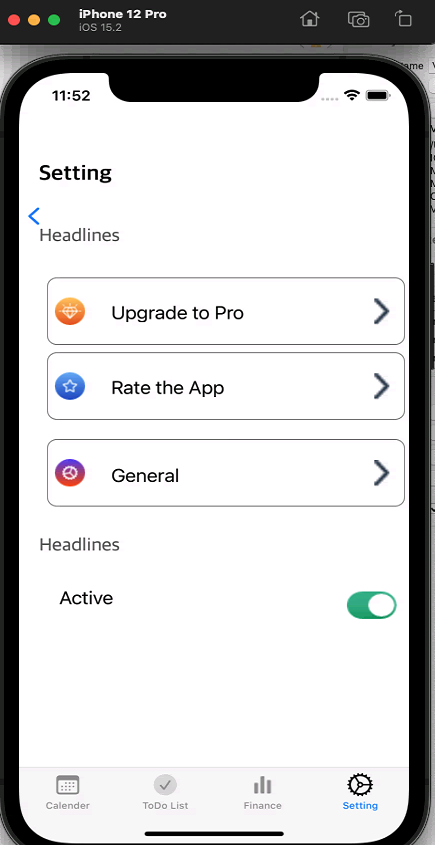 iPhone 12 Pro
iOS 15.2
11:52
Setting
Headlines
Upgrade to Pro
Rate the App
General
Headlines
Active
Calender
ToDo List
Finance
Setting